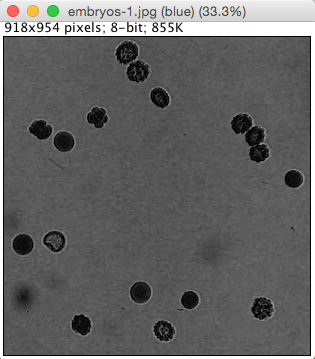 embryos-1.jpg (blue) (33.3%)
918x954 pixels; 8-bit; 855K